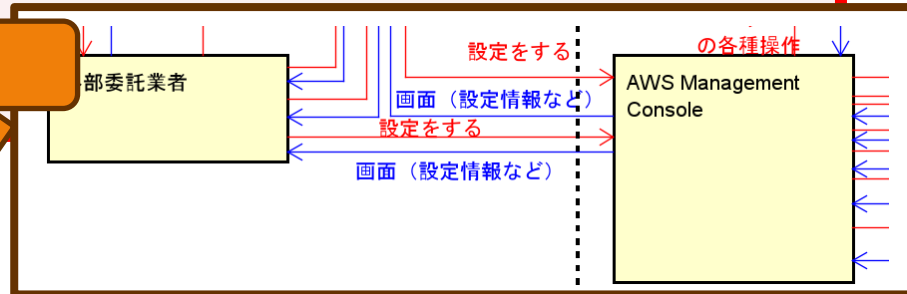 設定をする
の各種操作
部委託業者
AWS Management
Console
画面（設定情報など）
設定をする
画面（設定情報など）